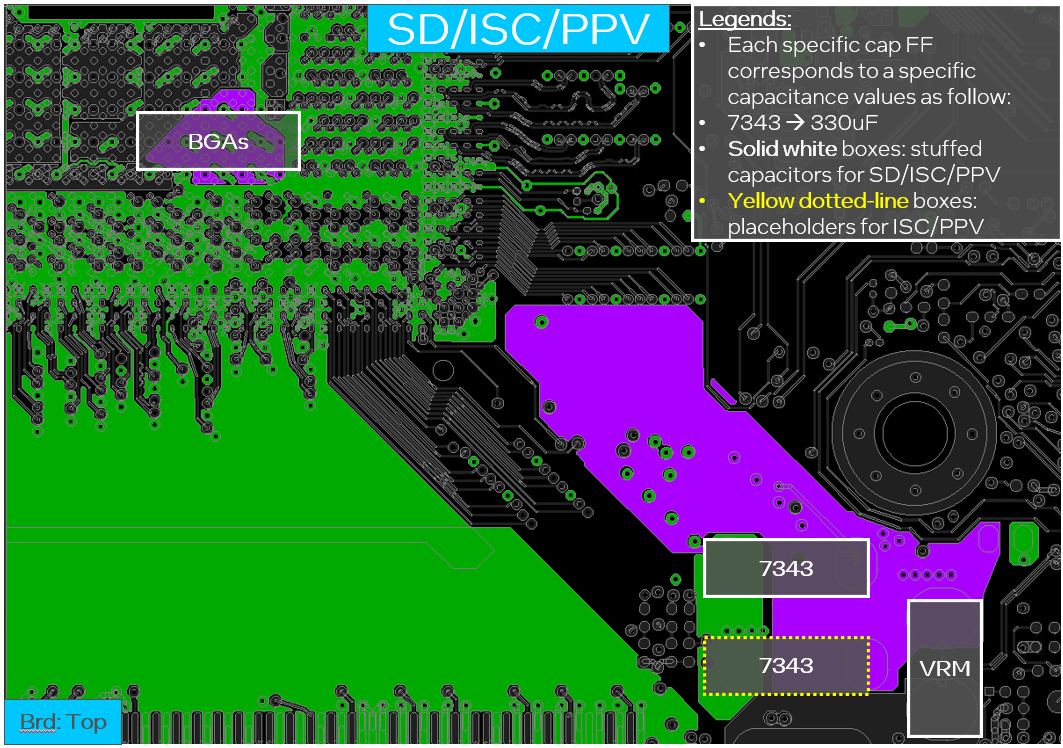 SD/ISC/PPV
Legends:
• Each specific cap FF
corresponds to a specific
capacitance values as follow:
• 7343 → 330uF
• Solid white boxes: stuffed
capacitors for SD/ISC/PPV
• Yellow dotted-line boxes:
placeholders for ISC/PPV
BGAs
7343
7343
VRM
Brd: Top